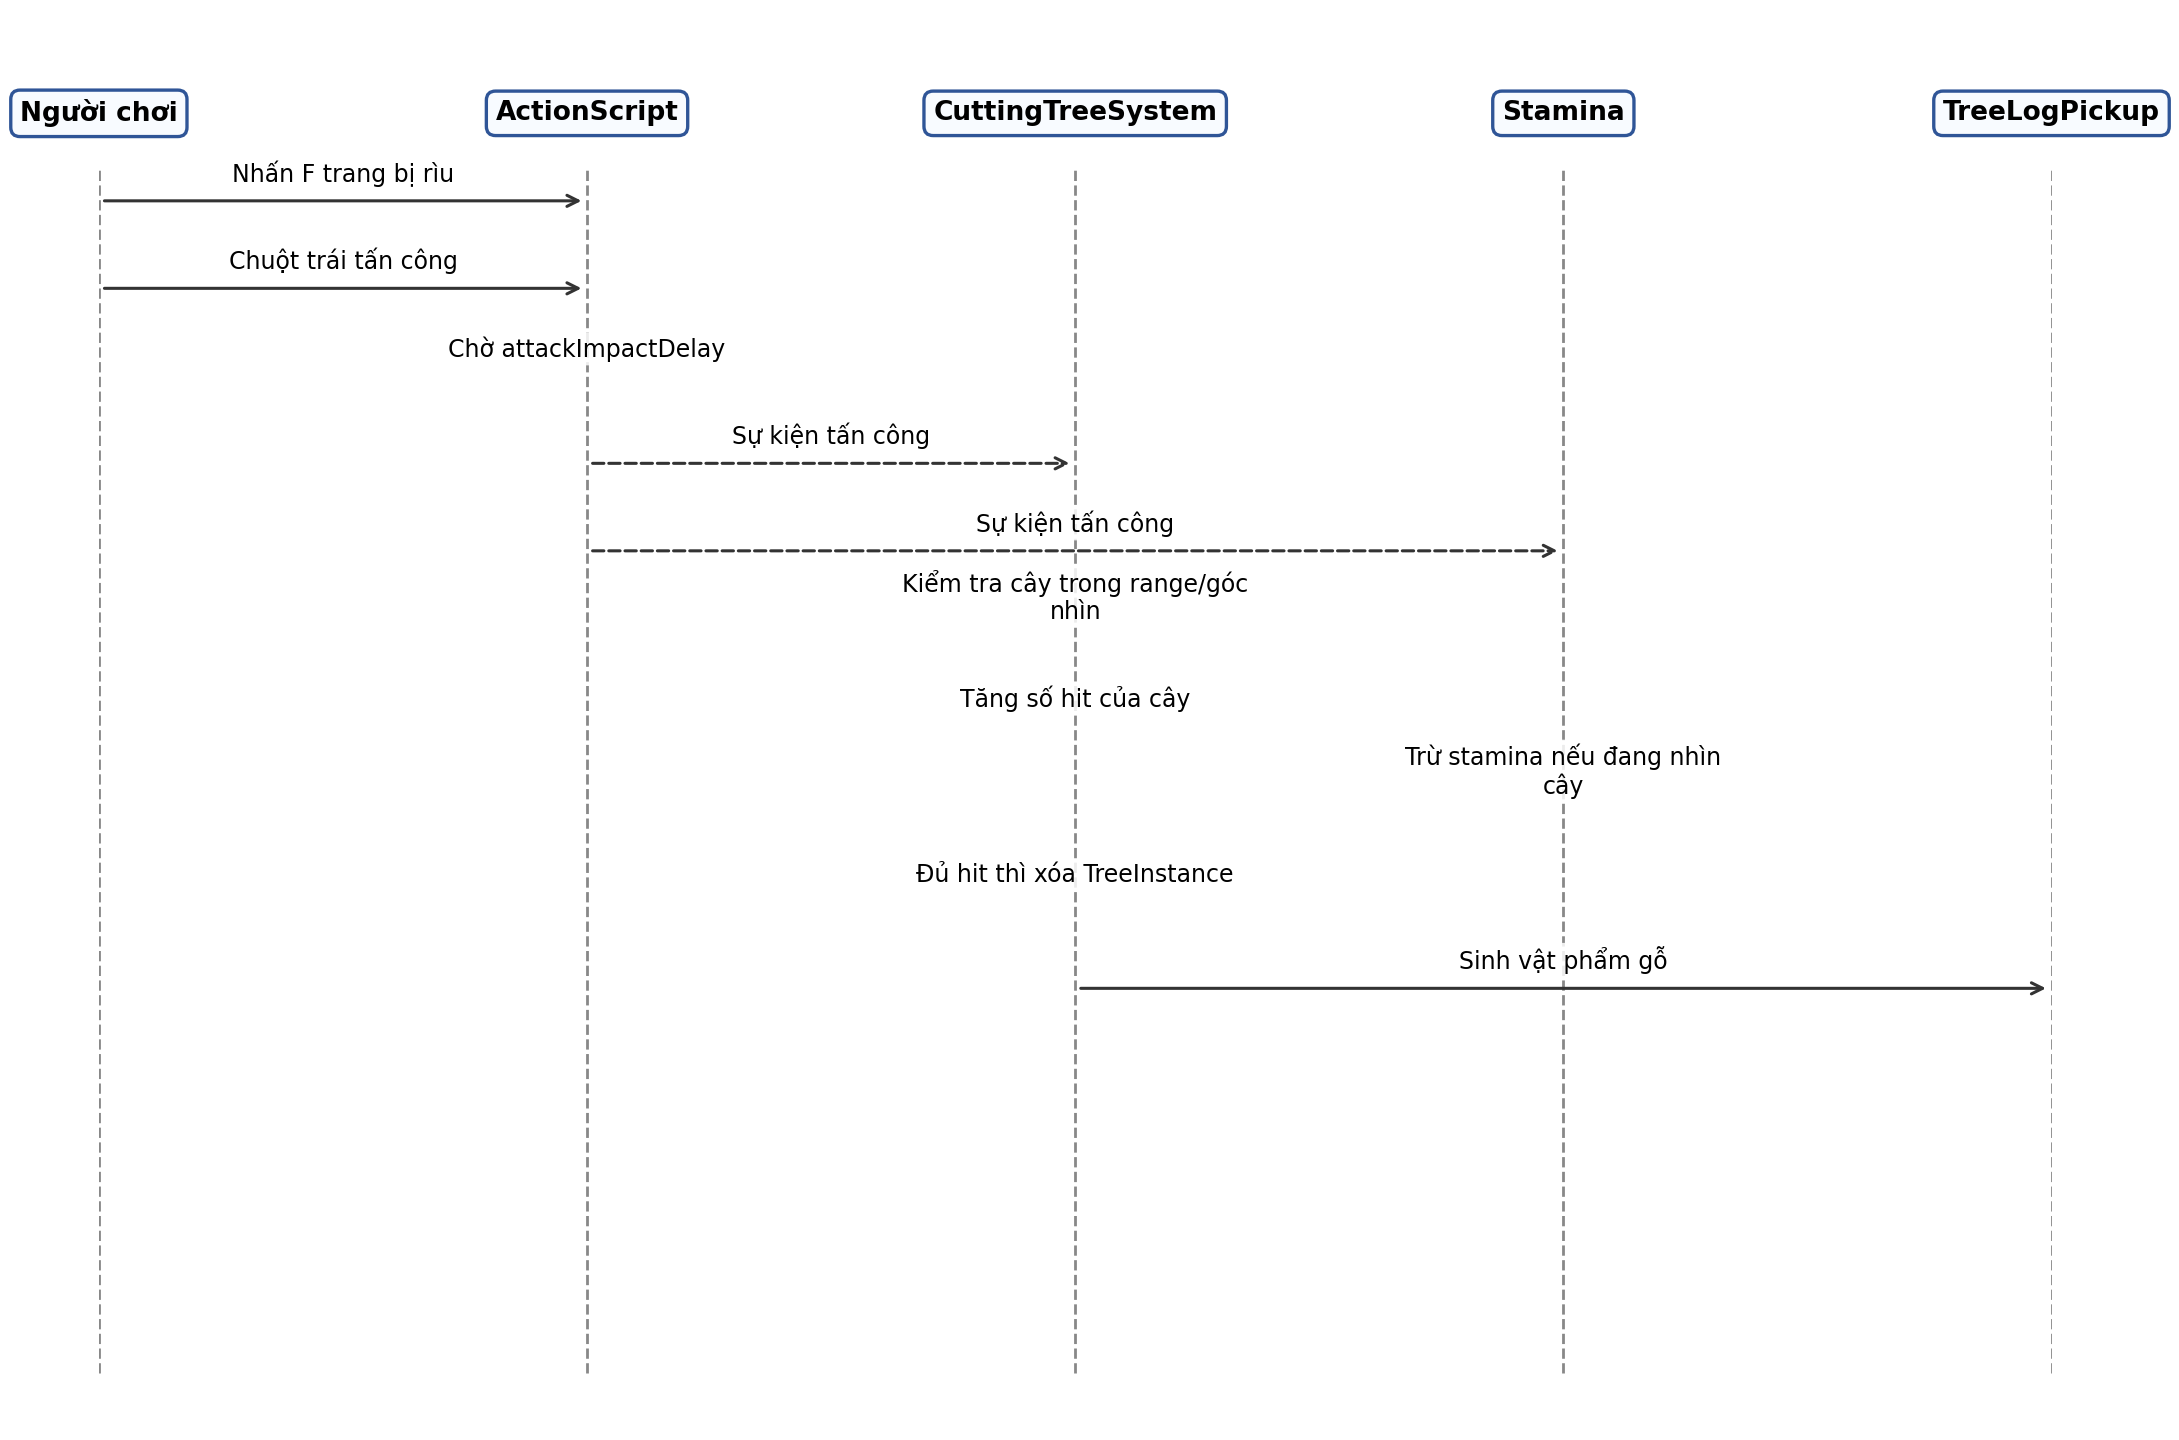 Người chơi
ActionScript
CuttingTreeSystem
Stamina
TreeLogPickup
Nhấn F trang bị rìu
Chuột trái tấn công
Chờ attackImpactDelay
Sự kiện tấn công
Sự kiện tấn công
Kiểm tra cây trong range/góc
nhìn
Tăng số hit của cây
Trừ stamina nếu đang nhìn
cây
Đủ hit thì xóa TreeInstance
Sinh vật phẩm gỗ